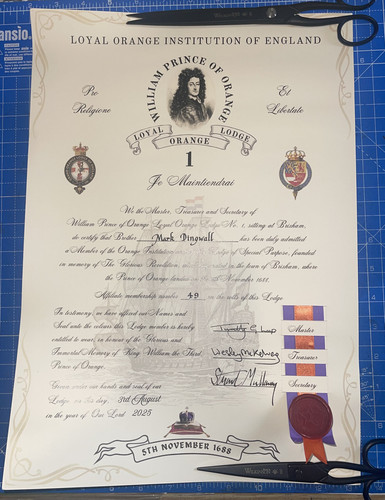 LOYAL ORANGE INSTITUTION OF ENGLAND
WILLIAM PRINCE OF ORANGE
Pro
Religione
Et
Libertate
LOYAL ORANGE LODGE
1
Je Maintiendrai
We the Master, Treasurer and Secretary of
William Prince of Orange Loyal Orange Lodge No. 1, sitting at Brixham,
do certify that Brother Mark Dingwall has been duly admitted
a Member of the Orange Institution of Special Purpose, founded
in memory of The Glorious Revolution, in the town of Brixham, where
the Prince of Orange November 1688.
Affiliate membership number 49 on the rolls of this Lodge
In testimony we have affixed our Names and
Seal unto the colours this Lodge member is hereby
entitled to wear, in honour of the Glorious and
Immortal Memory of King William the Third,
Prince of Orange.
Given under our hands and seal of our
Lodge on this day, 3rd August
in the year of Our Lord 2025
Master
Treasurer
Secretary
5TH NOVEMBER 1688